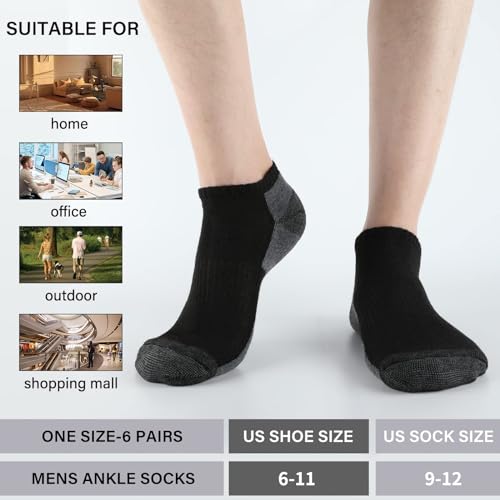 SUITABLE FOR
home
office
outdoor
shopping mall
ONE SIZE-6 PAIRS US SHOE SIZE US SOCK SIZE
MENS ANKLE SOCKS 6-11 9-12